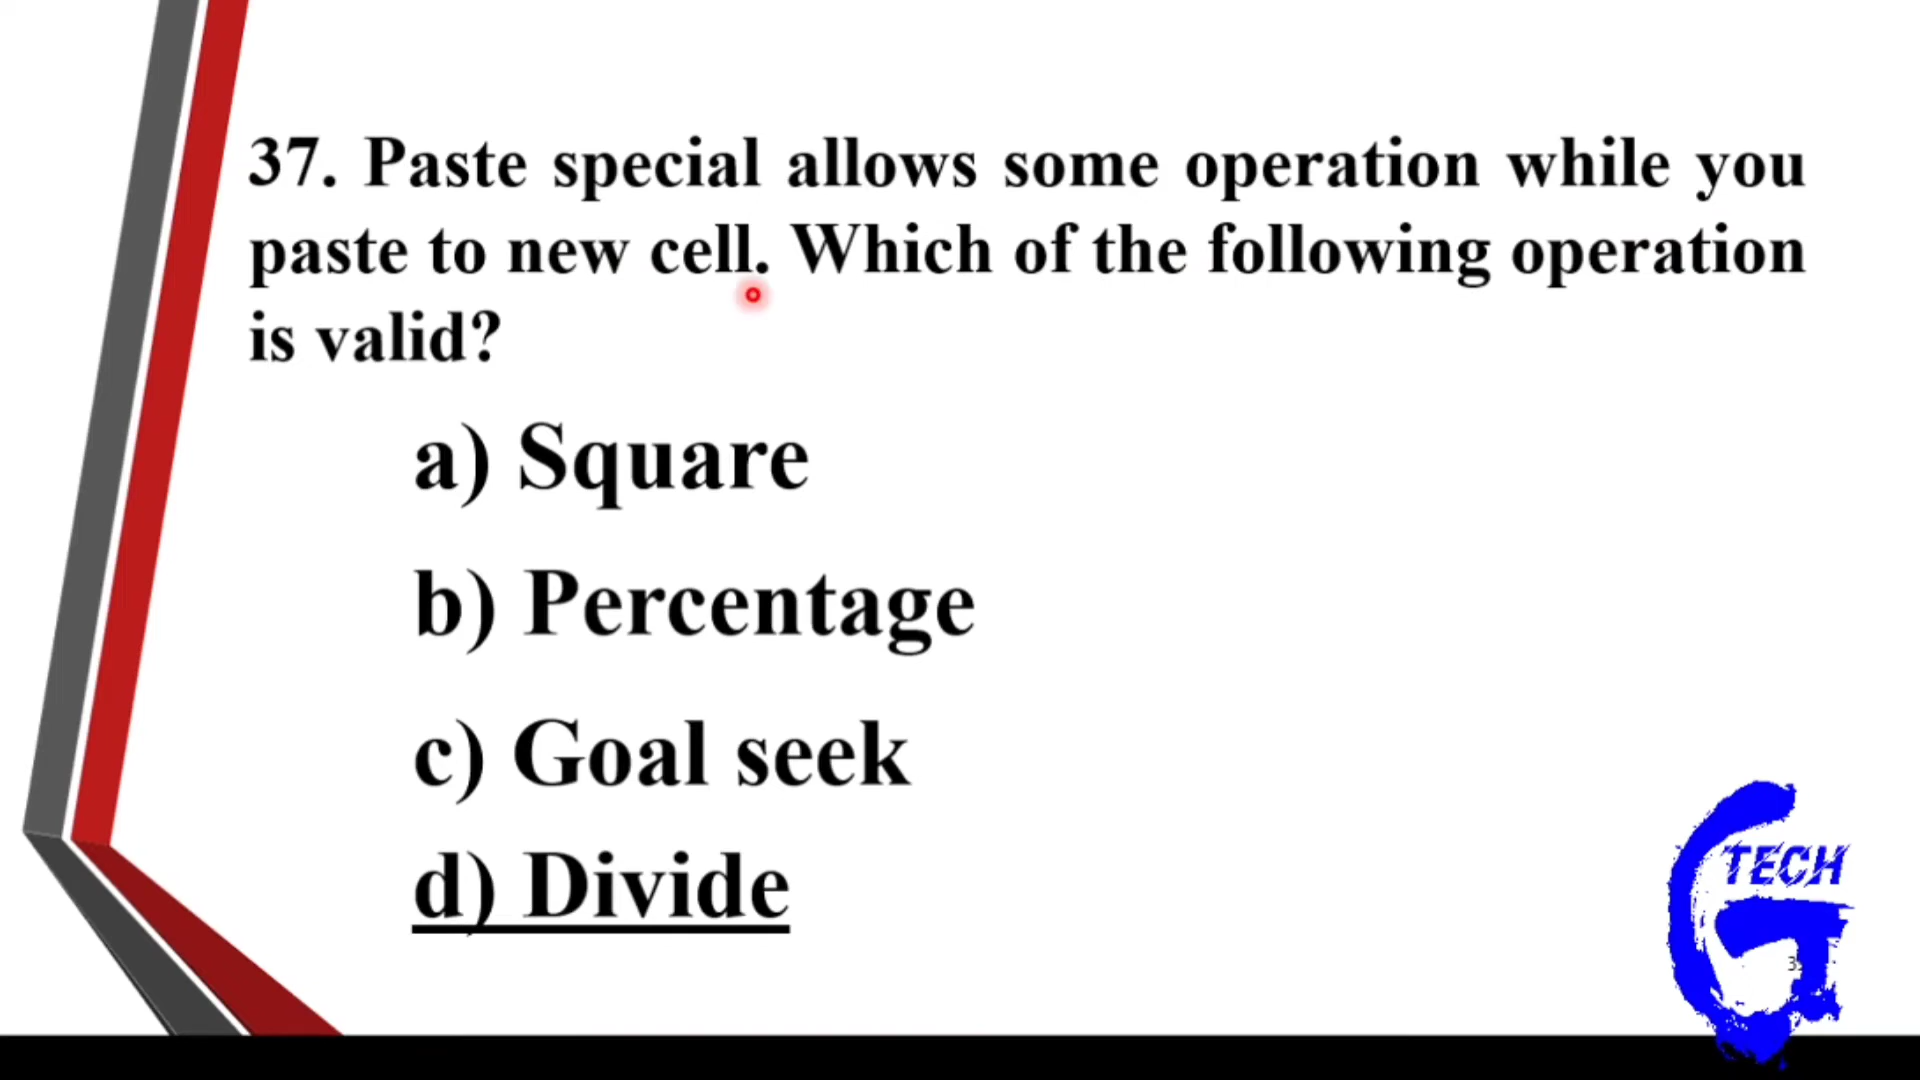 37. Paste special allows some operation while you
paste to new cell. Which of the following operation
is valid?
a) Square
b) Percentage
c) Goal seek
d) Divide
TECH